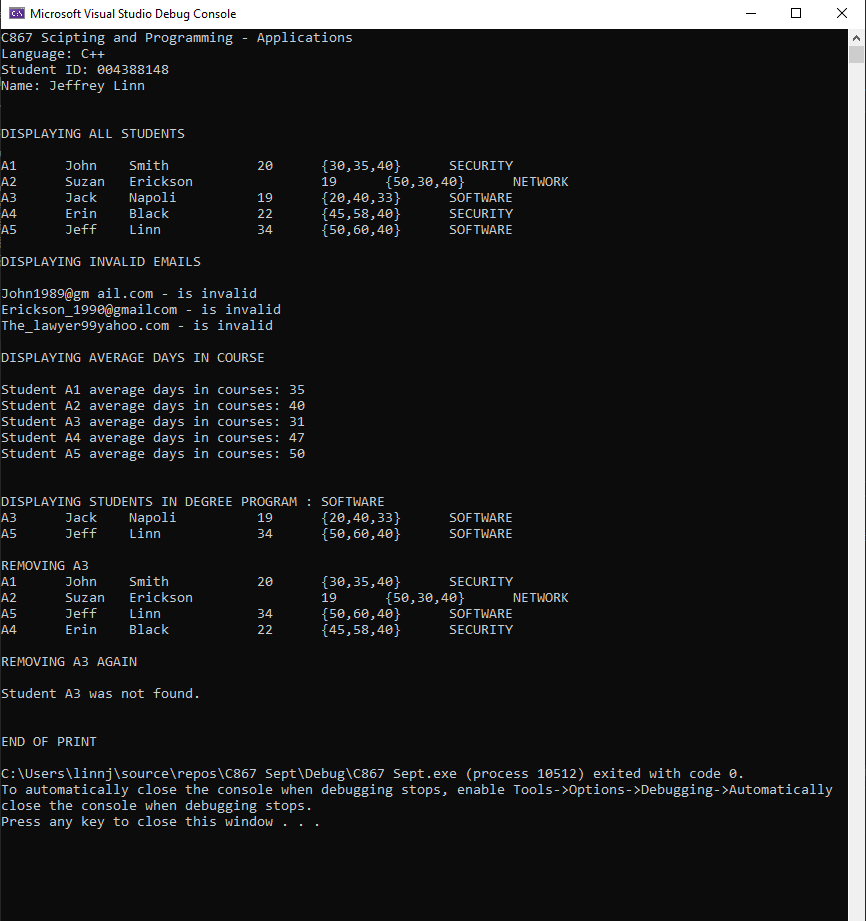 Microsoft Visual Studio Debug Console
C867 Scipting and Programming - Applications
Language: C++
Student ID: 004388148
Name: Jeffrey Linn
DISPLAYING ALL STUDENTS
A1 John Smith 20 {30,35,40} SECURITY
A2 Suzan Erickson 19 {50,30,40} NETWORK
A3 Jack Napoli 19 {20,40,33} SOFTWARE
A4 Erin Black 22 {45,58,40} SECURITY
A5 Jeff Linn 34 {50,60,40} SOFTWARE
DISPLAYING INVALID EMAILS
John1989@gm ail.com - is invalid
Erickson_1990@gmailcom - is invalid
The_lawyer99yahoo.com - is invalid
DISPLAYING AVERAGE DAYS IN COURSE
Student A1 average days in courses: 35
Student A2 average days in courses: 40
Student A3 average days in courses: 31
Student A4 average days in courses: 47
Student A5 average days in courses: 50
DISPLAYING STUDENTS IN DEGREE PROGRAM : SOFTWARE
A3 Jack Napoli 19 {20,40,33} SOFTWARE
A5 Jeff Linn 34 {50,60,40} SOFTWARE
REMOVING A3
A1 John Smith 20 {30,35,40} SECURITY
A2 Suzan Erickson 19 {50,30,40} NETWORK
A5 Jeff Linn 34 {50,60,40} SOFTWARE
A4 Erin Black 22 {45,58,40} SECURITY
REMOVING A3 AGAIN
Student A3 was not found.
END OF PRINT
C:\Users\linnj\source\repos\C867 Sept\Debug\C867 Sept.exe (process 10512) exited with code 0.
To automatically close the console when debugging stops, enable Tools->Options->Debugging->Automatically
close the console when debugging stops.
Press any key to close this window . . .